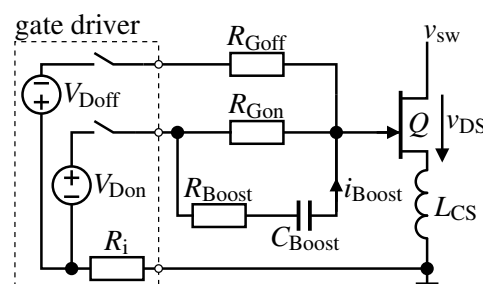 gate driver
R_Goff
v_sw
V_Doff
R_Gon
Q
v_DS
V_Don
R_Boost
i_Boost
C_Boost
L_CS
R_i